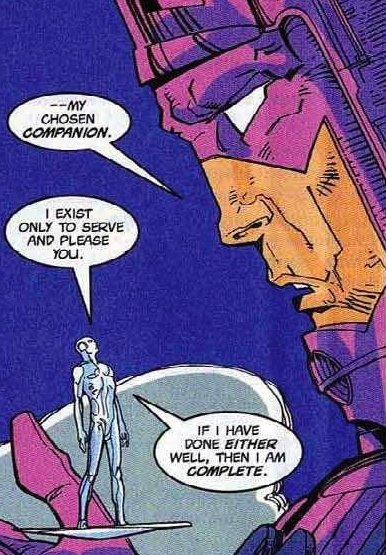 --MY
CHOSEN
COMPANION.
I EXIST
ONLY TO SERVE
AND PLEASE
YOU.
IF I HAVE
DONE EITHER
WELL, THEN I AM
COMPLETE.